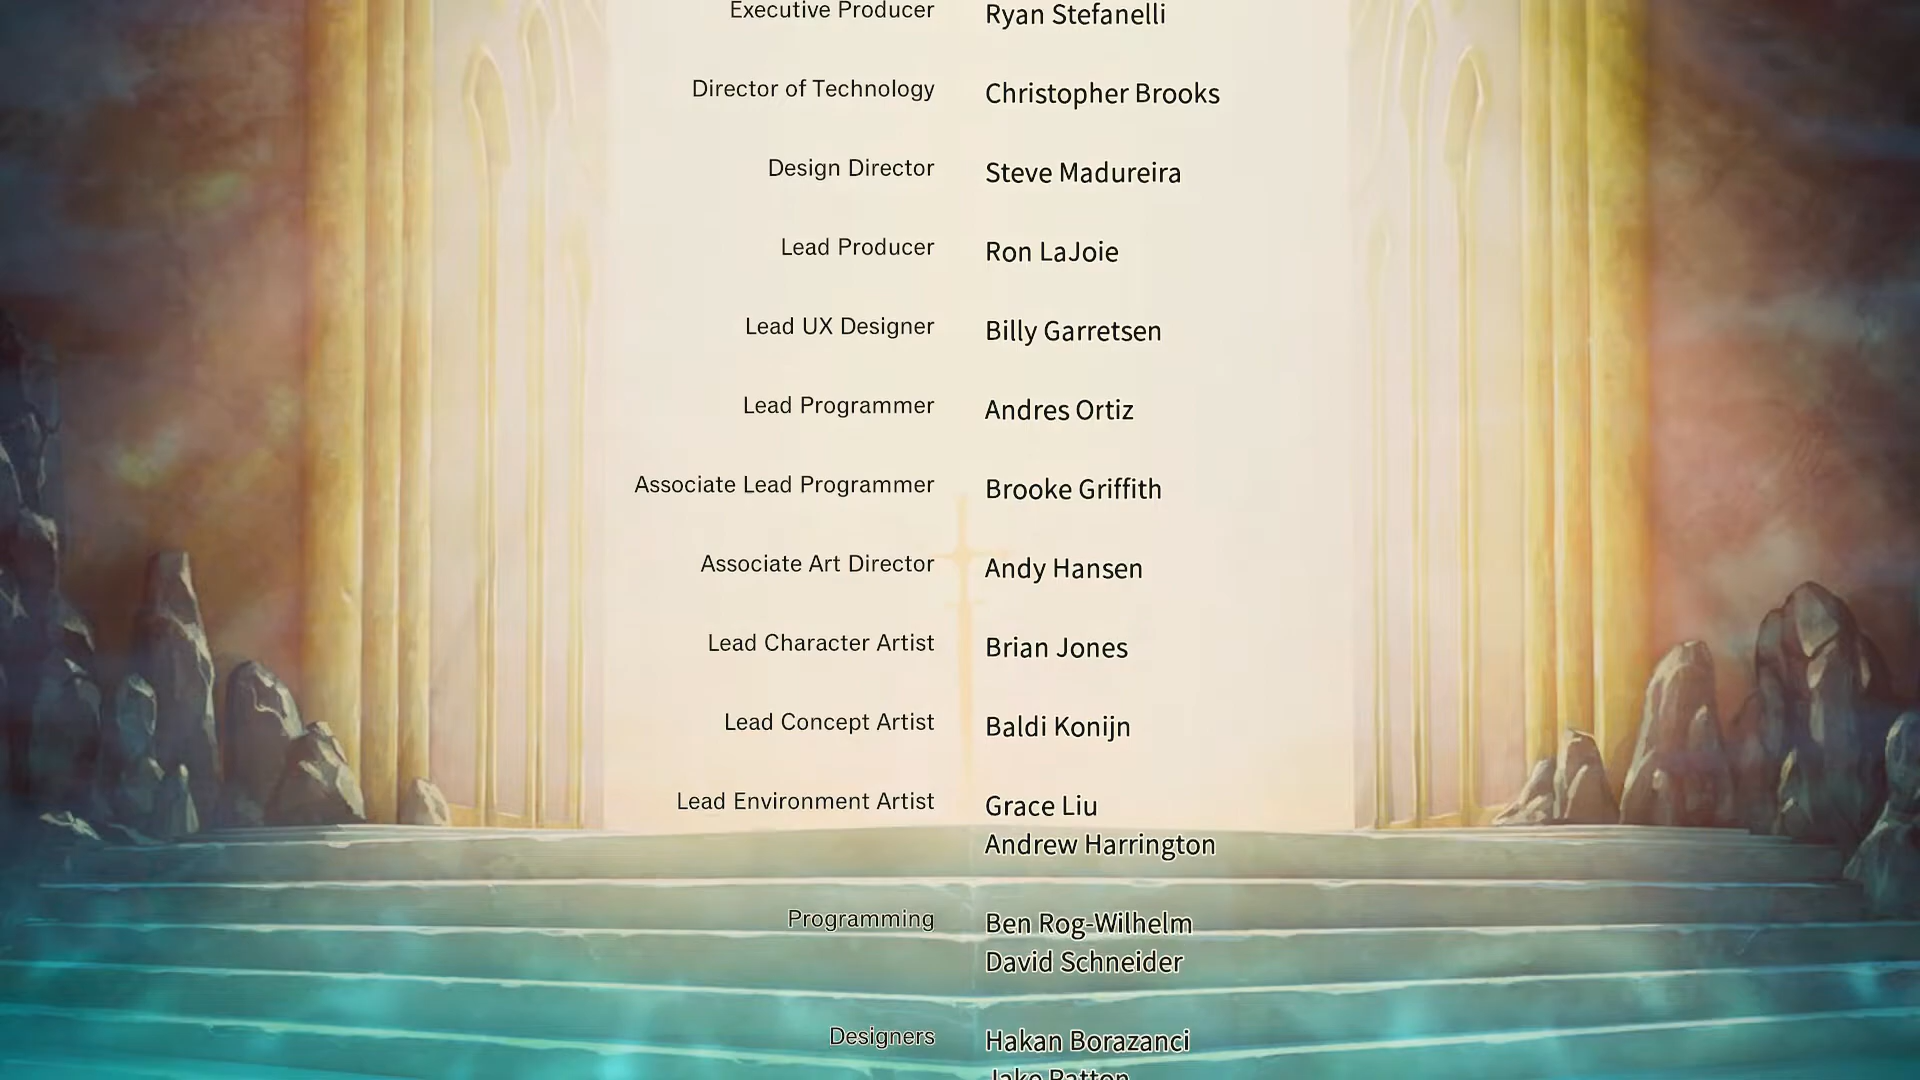 Executive Producer Ryan Stefanelli
Director of Technology Christopher Brooks
Design Director Steve Madureira
Lead Producer Ron LaJoie
Lead UX Designer Billy Garretsen
Lead Programmer Andres Ortiz
Associate Lead Programmer Brooke Griffith
Associate Art Director Andy Hansen
Lead Character Artist Brian Jones
Lead Concept Artist Baldi Konijn
Lead Environment Artist Grace Liu
Andrew Harrington
Programming Ben Rog-Wilhelm
David Schneider
Designers Hakan Borazanci
Jake Patton